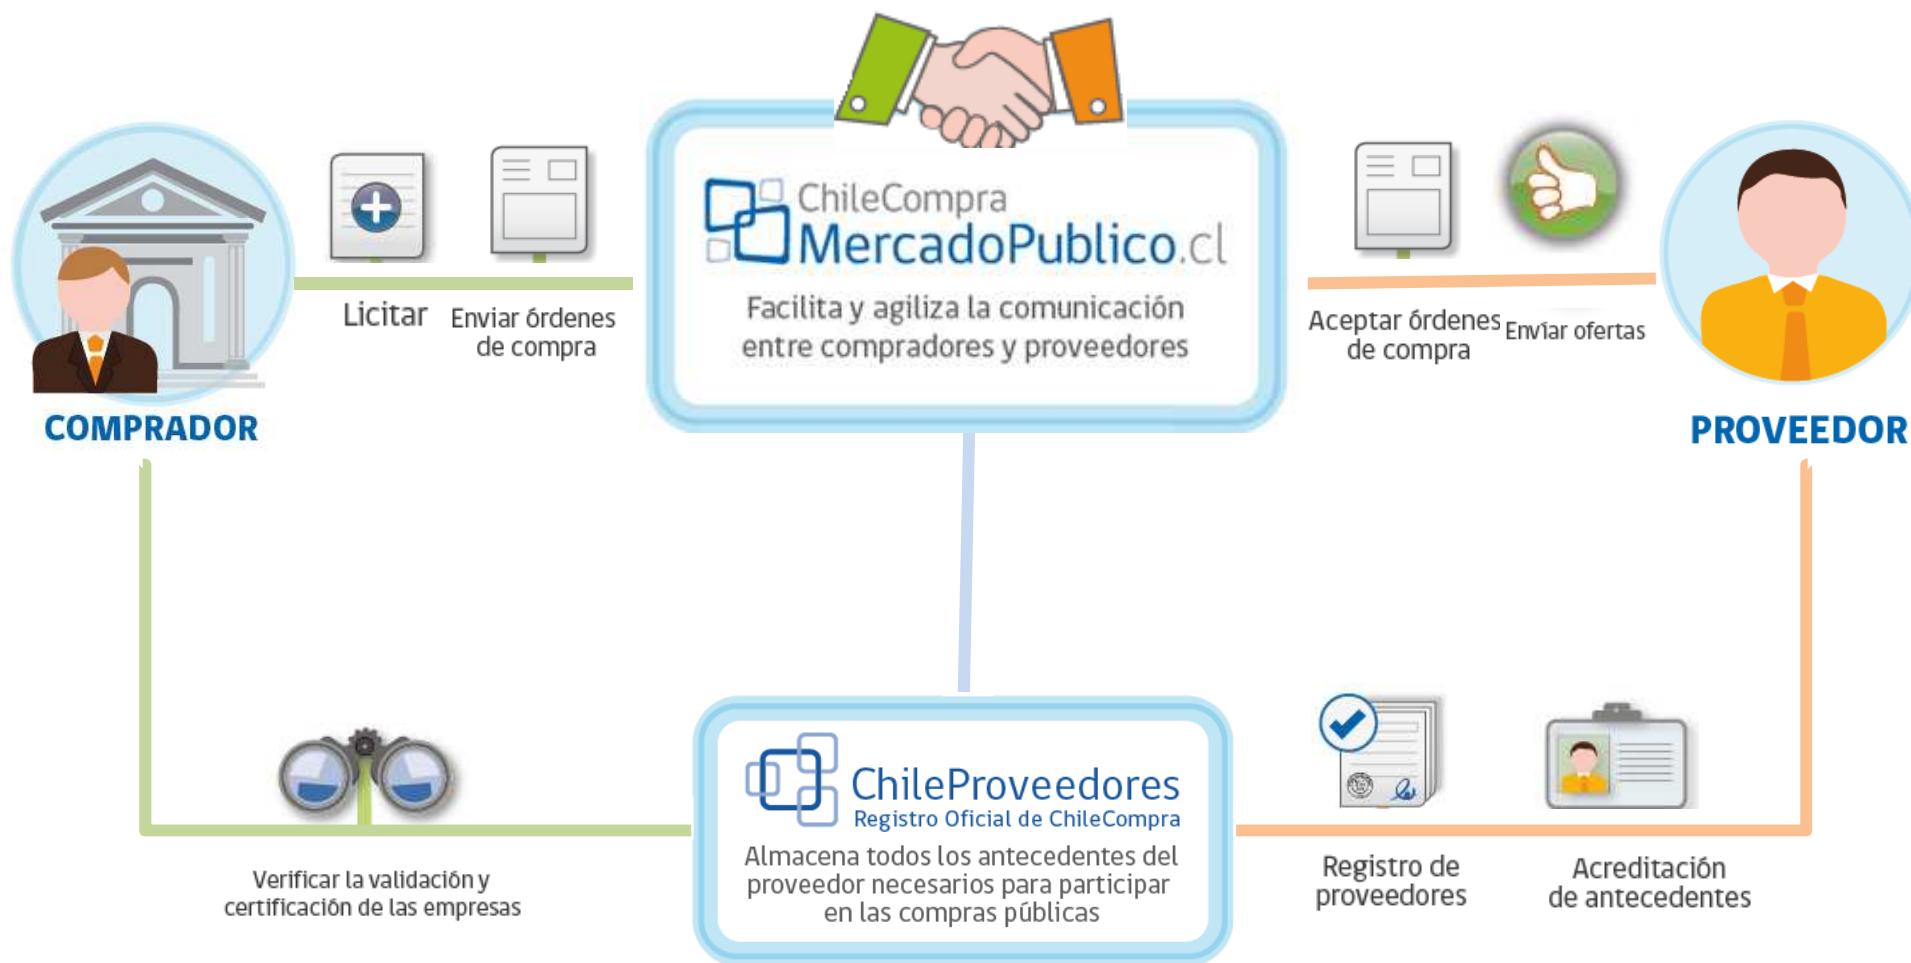 ChileCompra
MercadoPublico.cl
Facilita y agiliza la comunicación
entre compradores y proveedores
Licitar
Enviar órdenes
de compra
Aceptar órdenes
de compra
Enviar ofertas
COMPRADOR
PROVEEDOR
ChileProveedores
Registro Oficial de ChileCompra
Almacena todos los antecedentes del
proveedor necesarios para participar
en las compras públicas
Verificar la validación y
certificación de las empresas
Registro de
proveedores
Acreditación
de antecedentes